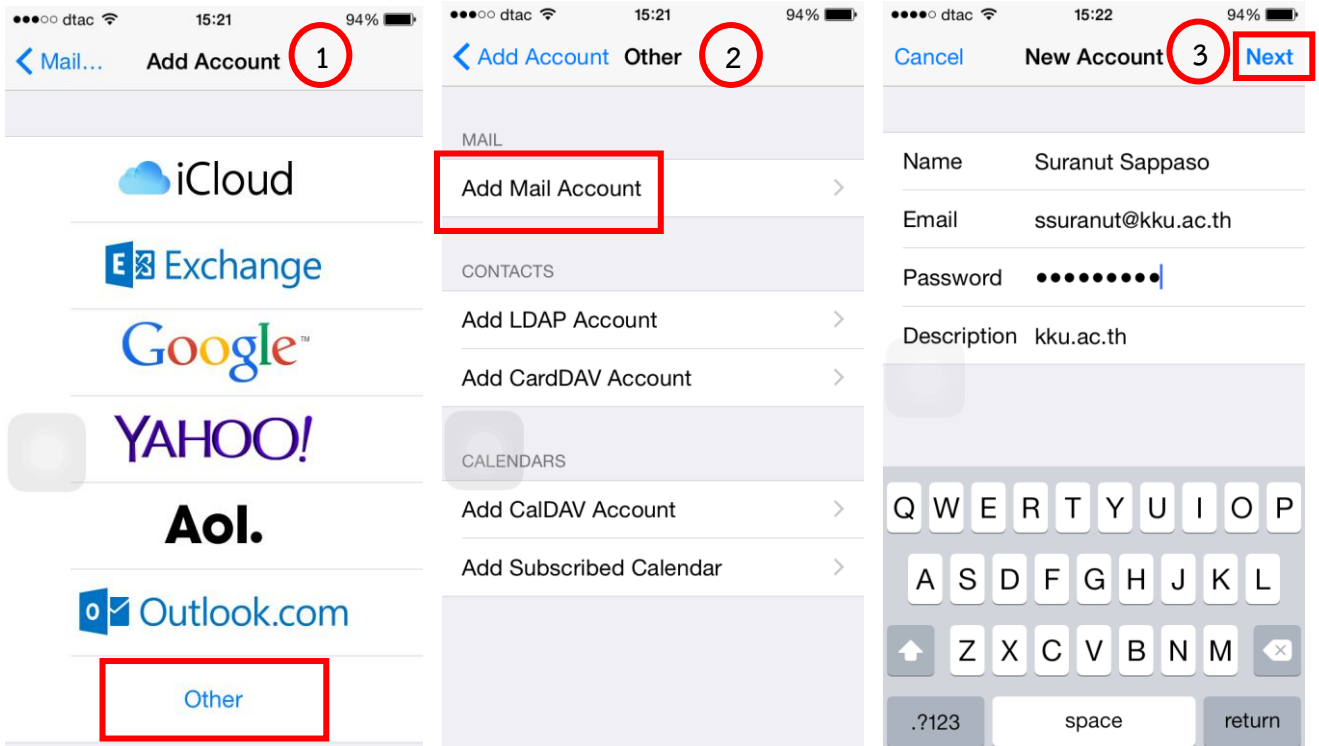 dtac 15:21 94%
Mail... Add Account 1
iCloud
Exchange
Google™
YAHOO!
Aol.
Outlook.com
Other
dtac 15:21 94%
Add Account Other 2
MAIL
Add Mail Account
CONTACTS
Add LDAP Account
Add CardDAV Account
CALENDARS
Add CalDAV Account
Add Subscribed Calendar
dtac 15:22 94%
Cancel New Account 3 Next
Name Suranut Sappaso
Email ssuranut@kku.ac.th
Password •••••••••
Description kku.ac.th
Q W E R T Y U I O P
A S D F G H J K L
Z X C V B N M
.?123 space return